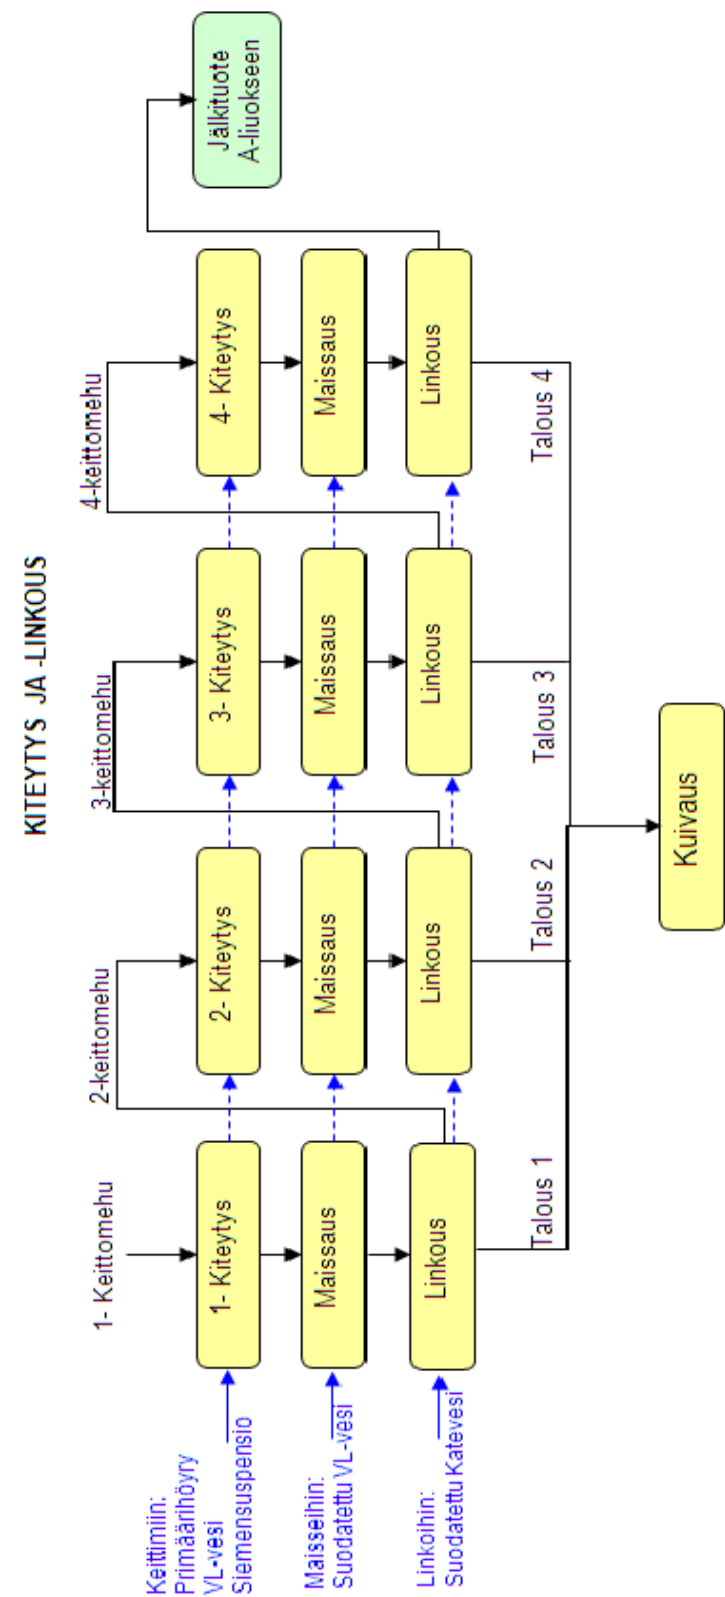 KITEYTYS JA -LINKOUS
1- Keittomehu
2-keittomehu
3-keittomehu
4-keittomehu
Keittimiin:
Primäärihöyry
VL-vesi
Siemensuspensio
1- Kiteytys
2- Kiteytys
3- Kiteytys
4- Kiteytys
Jälkituote
A-liuokseen
Maisseihin:
Suodatettu VL-vesi
Maissaus
Maissaus
Maissaus
Maissaus
Linkoihin:
Suodatettu Katevesi
Linkous
Linkous
Linkous
Linkous
Talous 1
Talous 2
Talous 3
Talous 4
Kuivaus